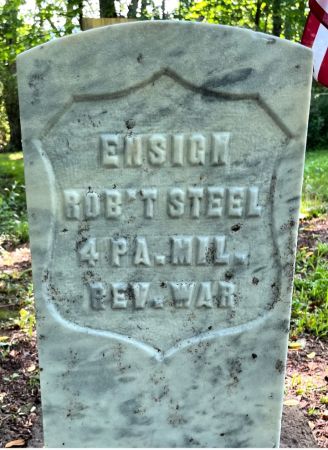 ENSIGN
ROB'T STEEL
4 PA. MIL.
REV. WAR